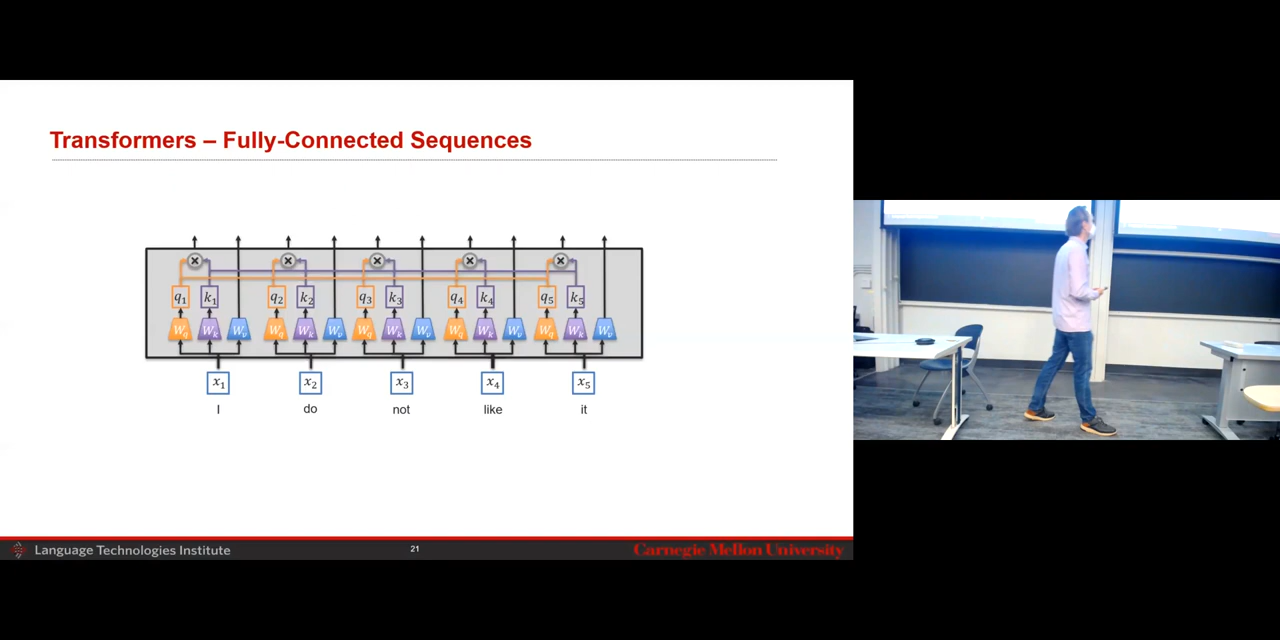 Transformers – Fully-Connected Sequences
q1 k1 q2 k2 q3 k3 q4 k4 q5 k5
Wq Wk Wv Wq Wk Wv Wq Wk Wv Wq Wk Wv Wq Wk Wv
x1 x2 x3 x4 x5
I do not like it
Language Technologies Institute 21 Carnegie Mellon University